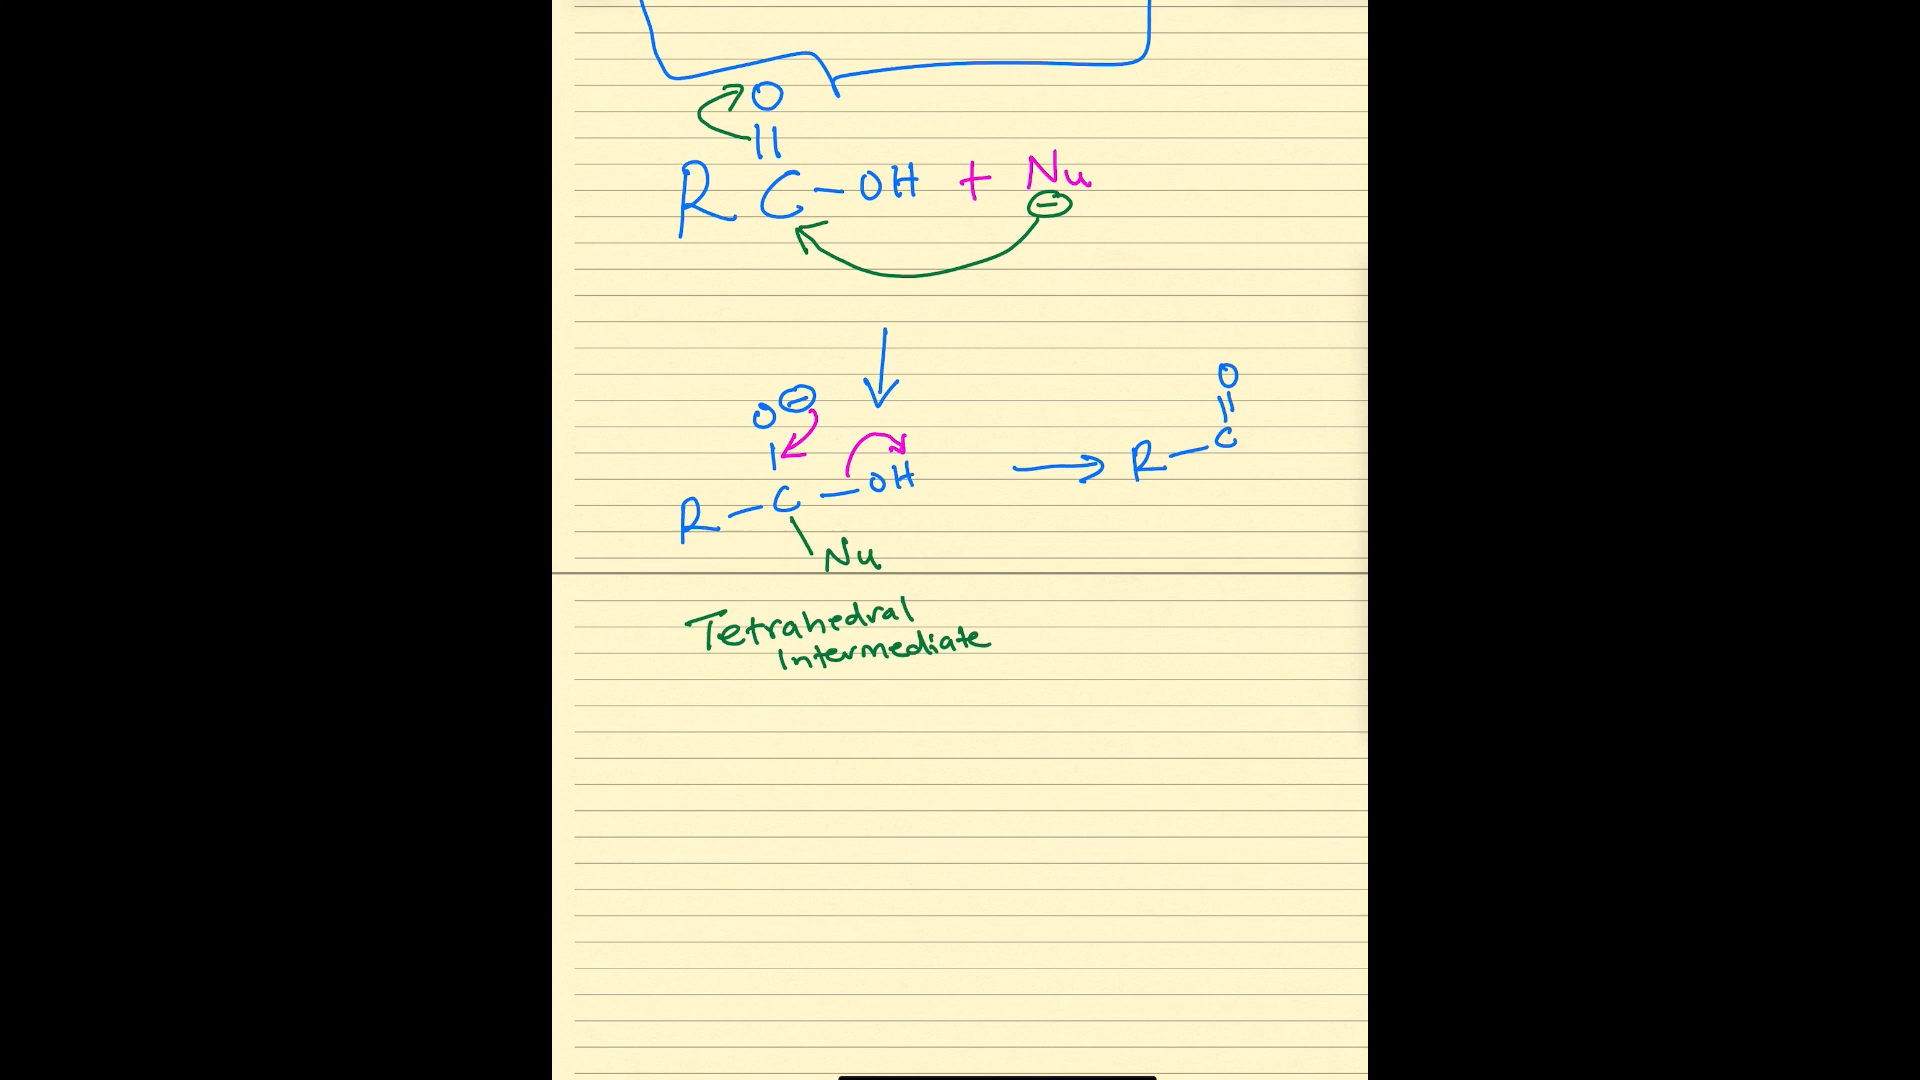 O
||
R C - OH + Nu
⊖
O ⊖
|
R - C - OH
\ Nu
→
O
||
R - C
Tetrahedral
Intermediate